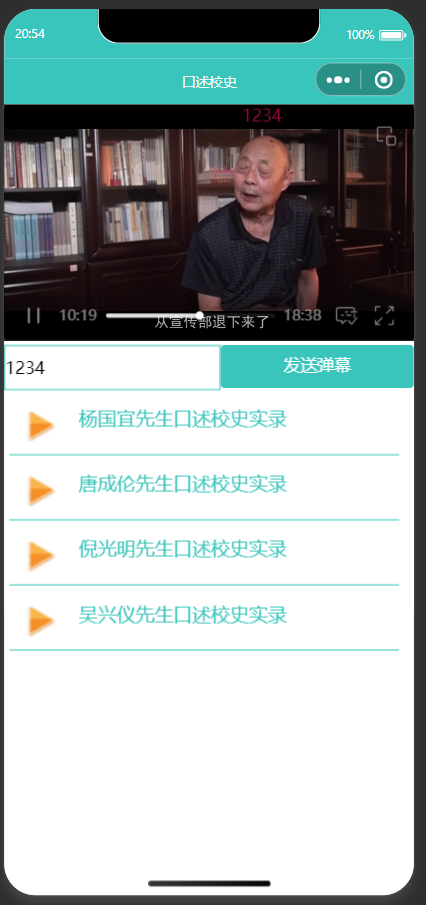 20:54
100%
口述校史
1234
10:19
18:38
从宣传部退下来了
1234
发送弹幕
杨国宜先生口述校史实录
唐成伦先生口述校史实录
倪光明先生口述校史实录
吴兴仪先生口述校史实录